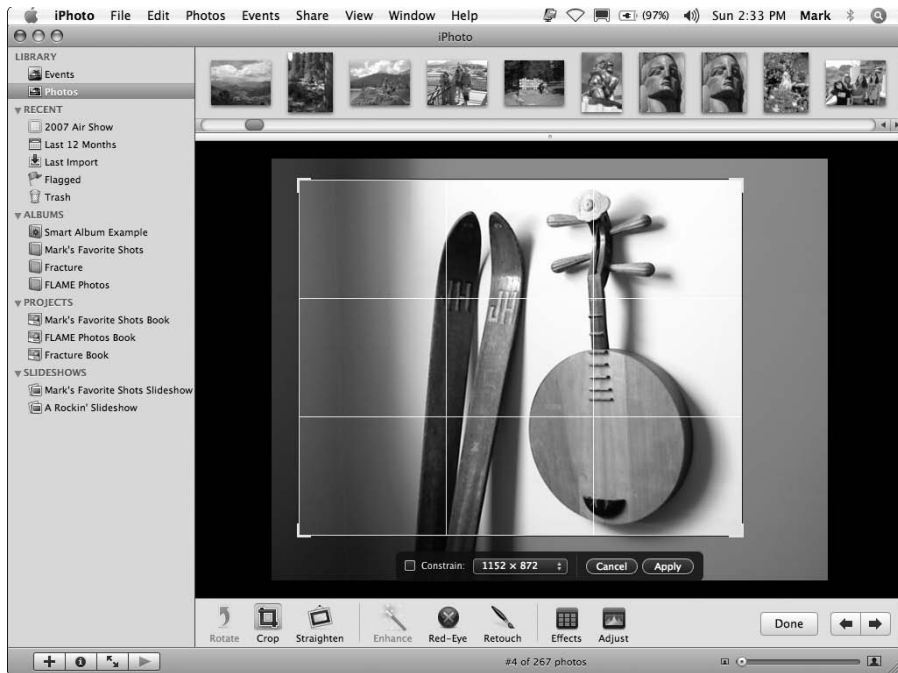 iPhoto File Edit Photos Events Share View Window Help (97%) Sun 2:33 PM Mark
iPhoto
LIBRARY
Events
Photos
RECENT
2007 Air Show
Last 12 Months
Last Import
Flagged
Trash
ALBUMS
Smart Album Example
Mark's Favorite Shots
Fracture
FLAME Photos
PROJECTS
Mark's Favorite Shots Book
FLAME Photos Book
Fracture Book
SLIDESHOWS
Mark's Favorite Shots Slideshow
A Rockin' Slideshow
JH
Constrain: 1152 × 872 Cancel Apply
Rotate Crop Straighten Enhance Red-Eye Retouch Effects Adjust Done
#4 of 267 photos